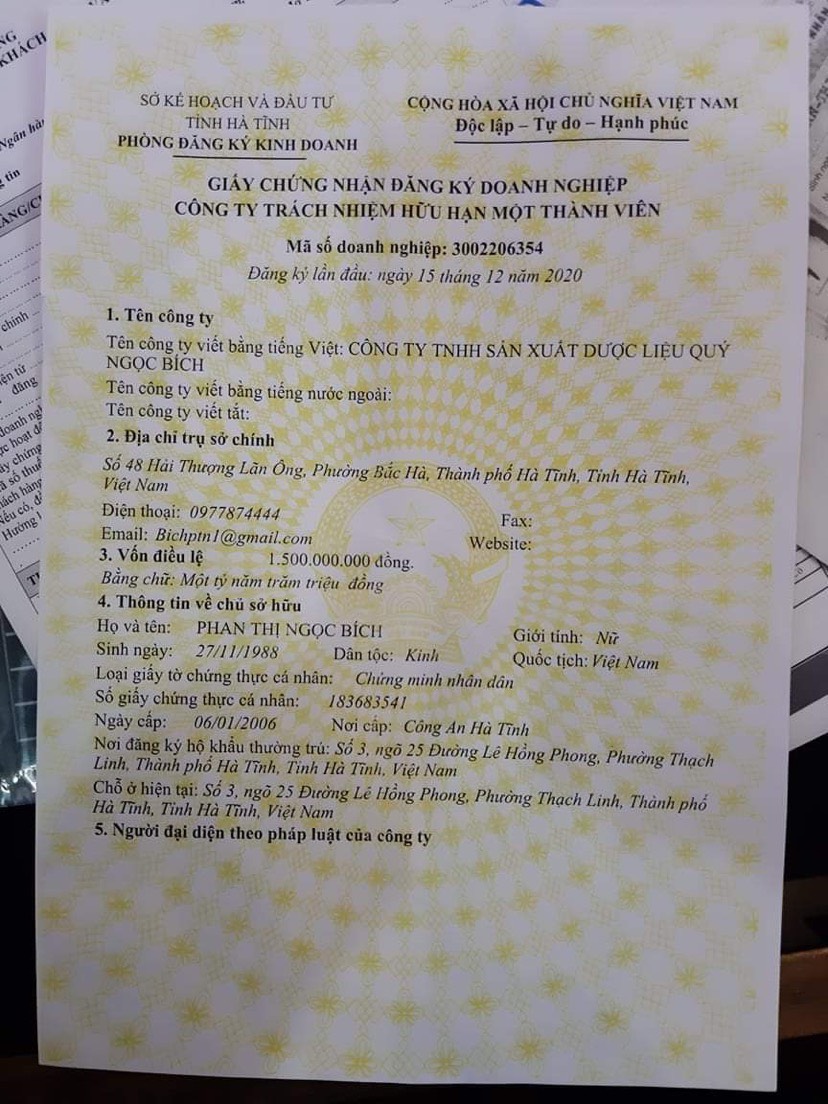 SỞ KẾ HOẠCH VÀ ĐẦU TƯ
TỈNH HÀ TĨNH
PHÒNG ĐĂNG KÝ KINH DOANH
CỘNG HÒA XÃ HỘI CHỦ NGHĨA VIỆT NAM
Độc lập – Tự do – Hạnh phúc
GIẤY CHỨNG NHẬN ĐĂNG KÝ DOANH NGHIỆP
CÔNG TY TRÁCH NHIỆM HỮU HẠN MỘT THÀNH VIÊN
Mã số doanh nghiệp: 3002206354
Đăng ký lần đầu: ngày 15 tháng 12 năm 2020
1. Tên công ty
Tên công ty viết bằng tiếng Việt: CÔNG TY TNHH SẢN XUẤT DƯỢC LIỆU QUÝ
NGỌC BÍCH
Tên công ty viết bằng tiếng nước ngoài:
Tên công ty viết tắt:
2. Địa chỉ trụ sở chính
Số 48 Hải Thượng Lãn Ông, Phường Bắc Hà, Thành phố Hà Tĩnh, Tỉnh Hà Tĩnh,
Việt Nam
Điện thoại: 0977874444 Fax:
Email: Bichptn1@gmail.com Website:
3. Vốn điều lệ 1.500.000.000 đồng.
Bằng chữ: Một tỷ năm trăm triệu đồng
4. Thông tin về chủ sở hữu
Họ và tên: PHAN THỊ NGỌC BÍCH Giới tính: Nữ
Sinh ngày: 27/11/1988 Dân tộc: Kinh Quốc tịch: Việt Nam
Loại giấy tờ chứng thực cá nhân: Chứng minh nhân dân
Số giấy chứng thực cá nhân: 183683541
Ngày cấp: 06/01/2006 Nơi cấp: Công An Hà Tĩnh
Nơi đăng ký hộ khẩu thường trú: Số 3, ngõ 25 Đường Lê Hồng Phong, Phường Thạch
Linh, Thành phố Hà Tĩnh, Tỉnh Hà Tĩnh, Việt Nam
Chỗ ở hiện tại: Số 3, ngõ 25 Đường Lê Hồng Phong, Phường Thạch Linh, Thành phố
Hà Tĩnh, Tỉnh Hà Tĩnh, Việt Nam
5. Người đại diện theo pháp luật của công ty